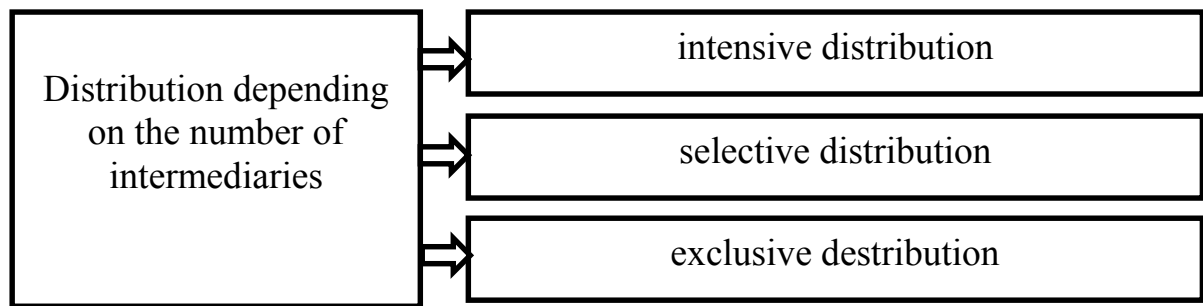 Distribution depending
on the number of
intermediaries
intensive distribution
selective distribution
exclusive destribution